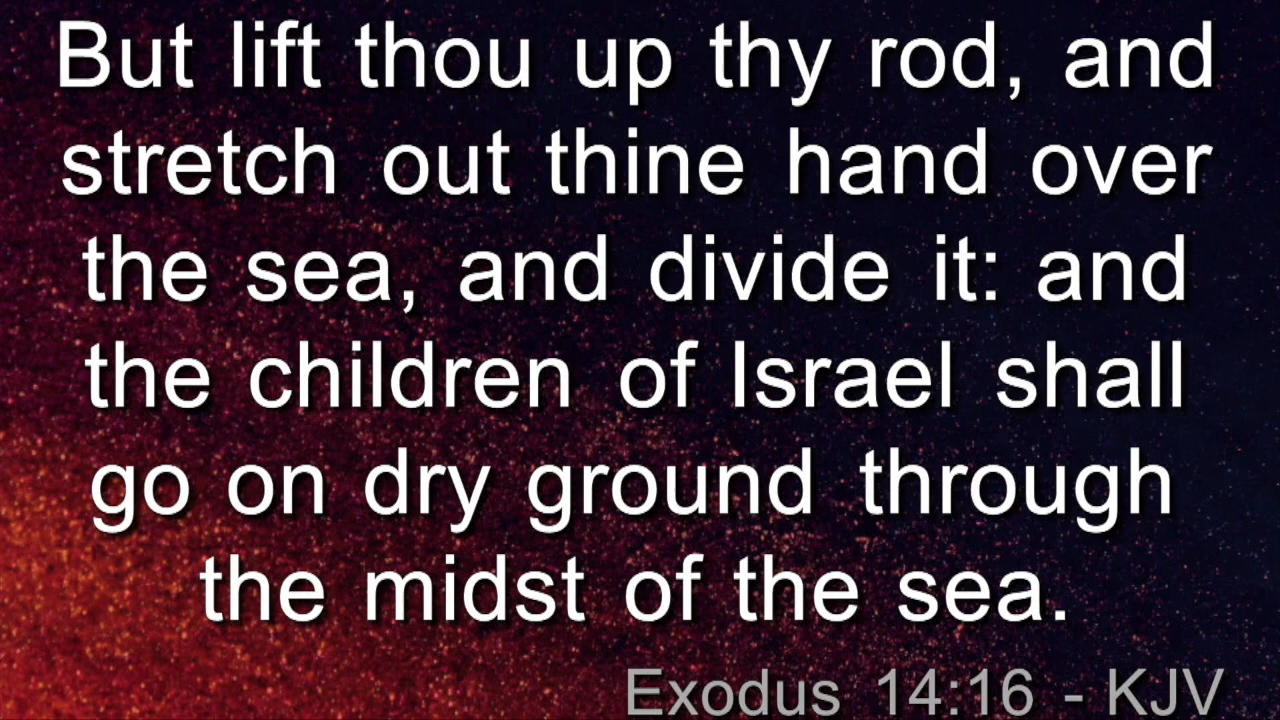 But lift thou up thy rod, and
stretch out thine hand over
the sea, and divide it: and
the children of Israel shall
go on dry ground through
the midst of the sea.
Exodus 14:16 - KJV